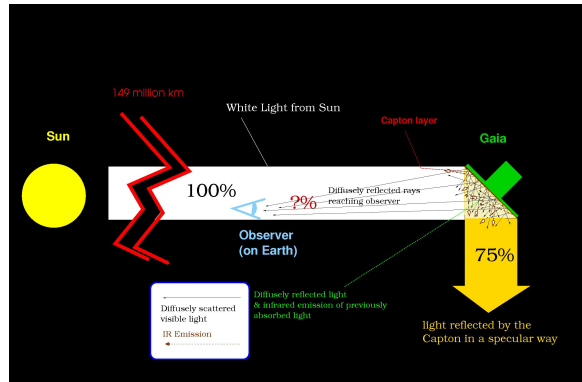 149 million km
White Light from Sun
Sun
Capton layer
Gaia
100%
?%
Diffusely reflected rays
reaching observer
Observer
(on Earth)
75%
Diffusely scattered
visible light
IR Emission
Diffusely reflected light
& infrared emission of previously
absorbed light
light reflected by the
Capton in a specular way